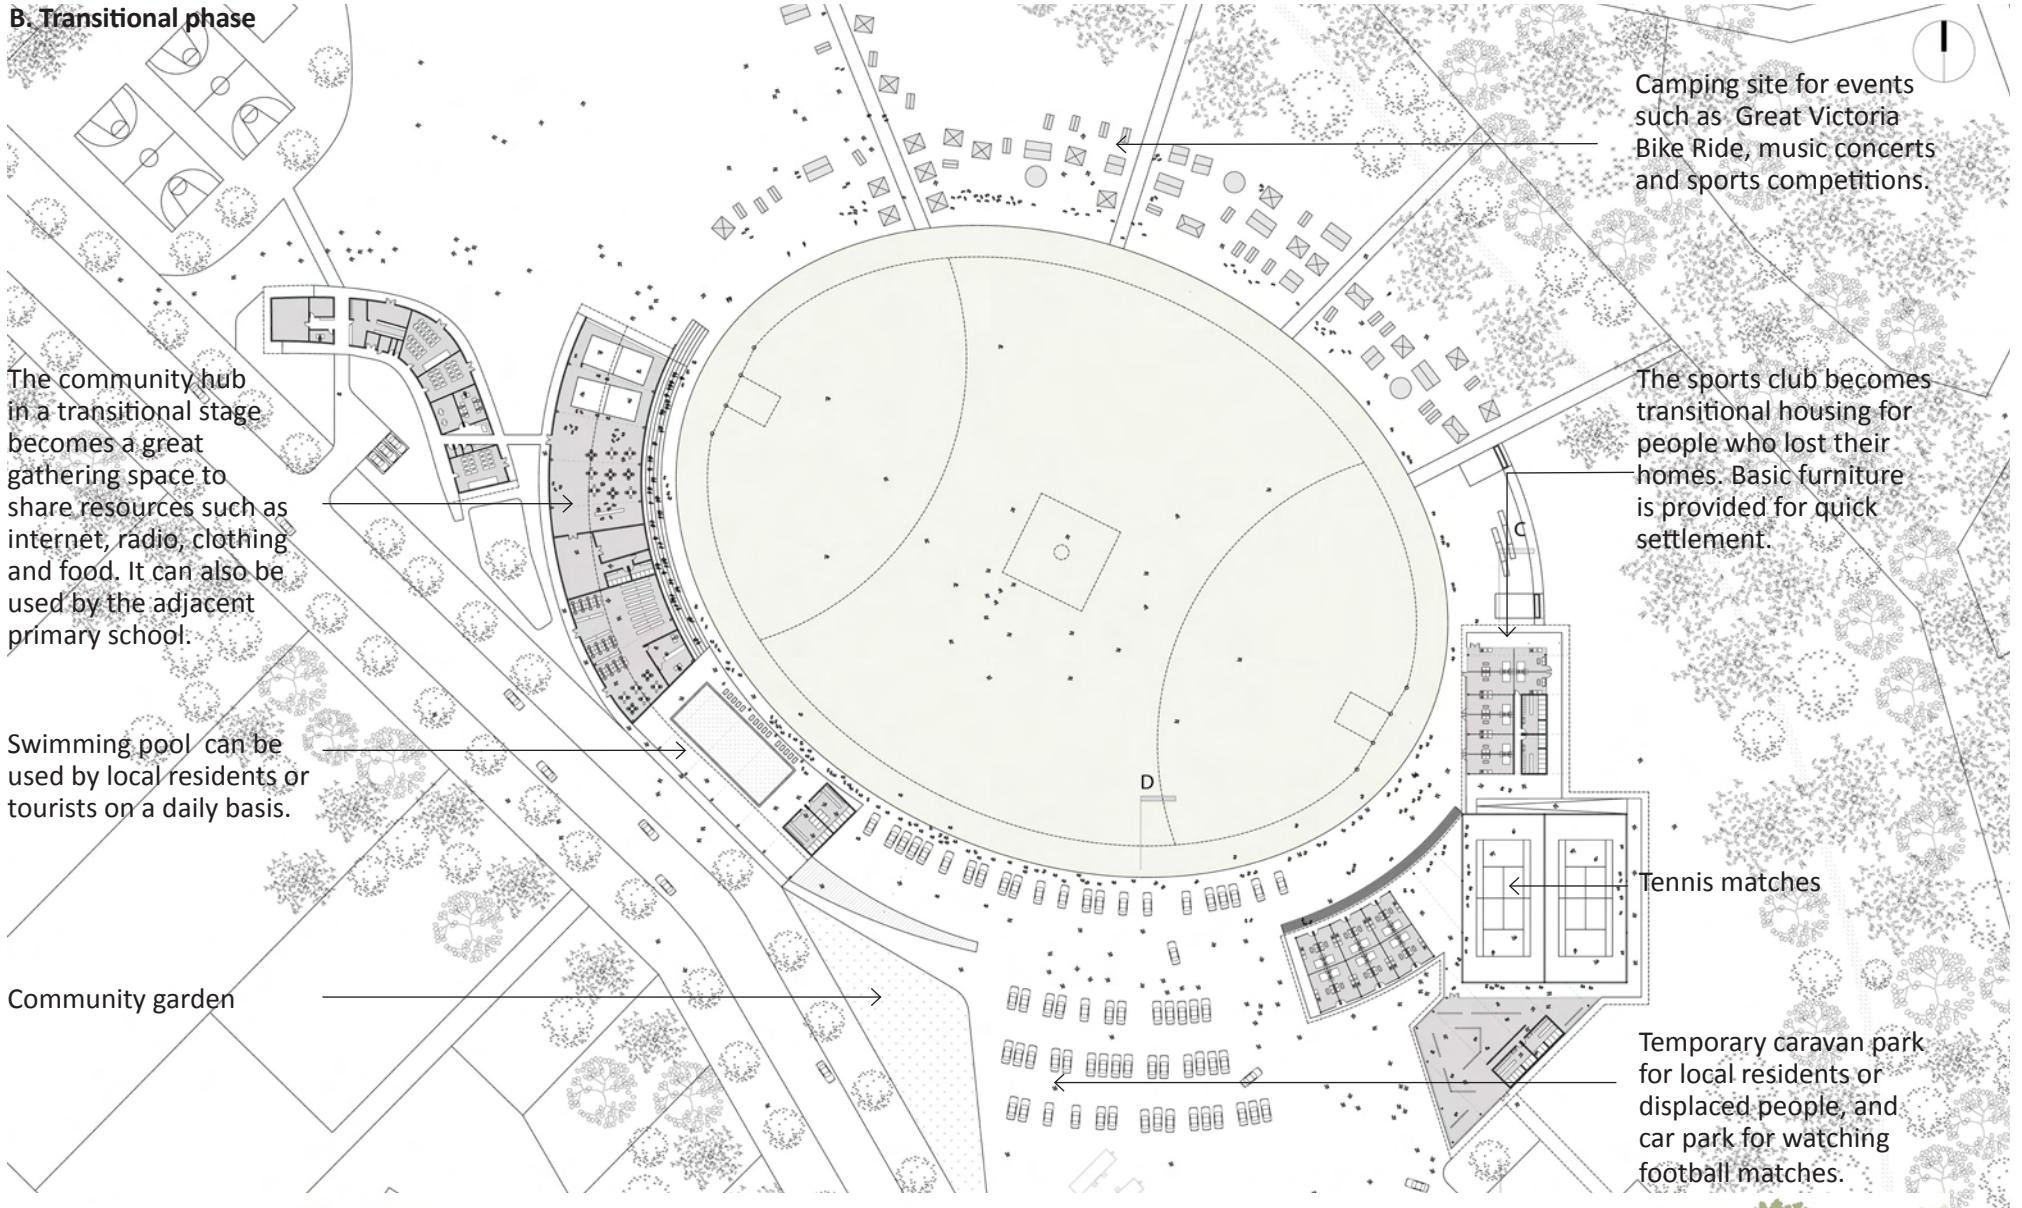 B. Transitional phase
Camping site for events
such as Great Victoria
Bike Ride, music concerts
and sports competitions.
The community hub
in a transitional stage
becomes a great
gathering space to
share resources such as
internet, radio, clothing
and food. It can also be
used by the adjacent
primary school.
The sports club becomes
transitional housing for
people who lost their
homes. Basic furniture
is provided for quick
settlement.
C
Swimming pool can be
used by local residents or
tourists on a daily basis.
D
Tennis matches
Community garden
Temporary caravan park
for local residents or
displaced people, and
car park for watching
football matches.